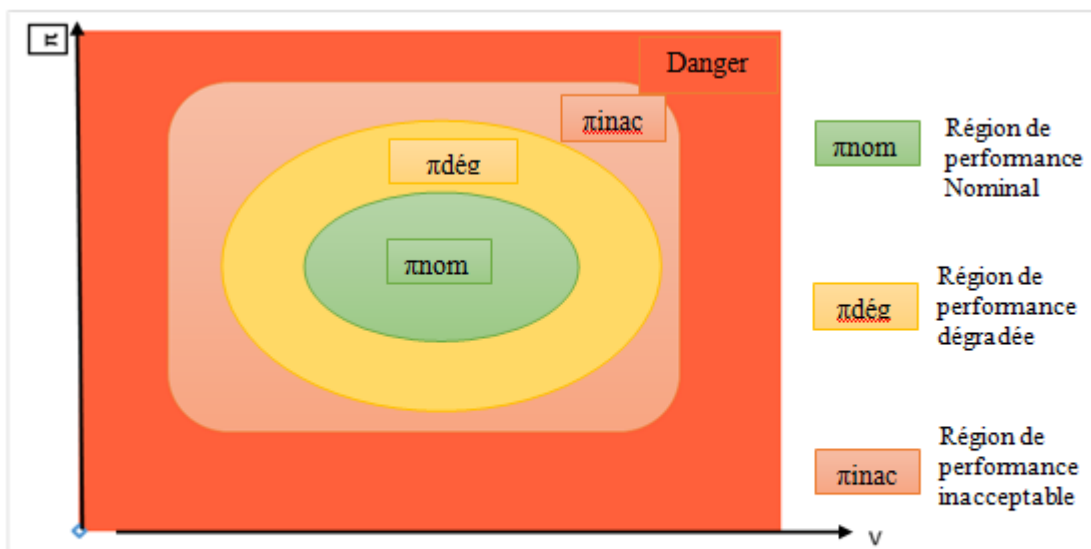 π
Danger
πinac
πdég
πnom
v
πnom
Région de
performance
Nominal
πdég
Région de
performance
dégradée
πinac
Région de
performance
inacceptable